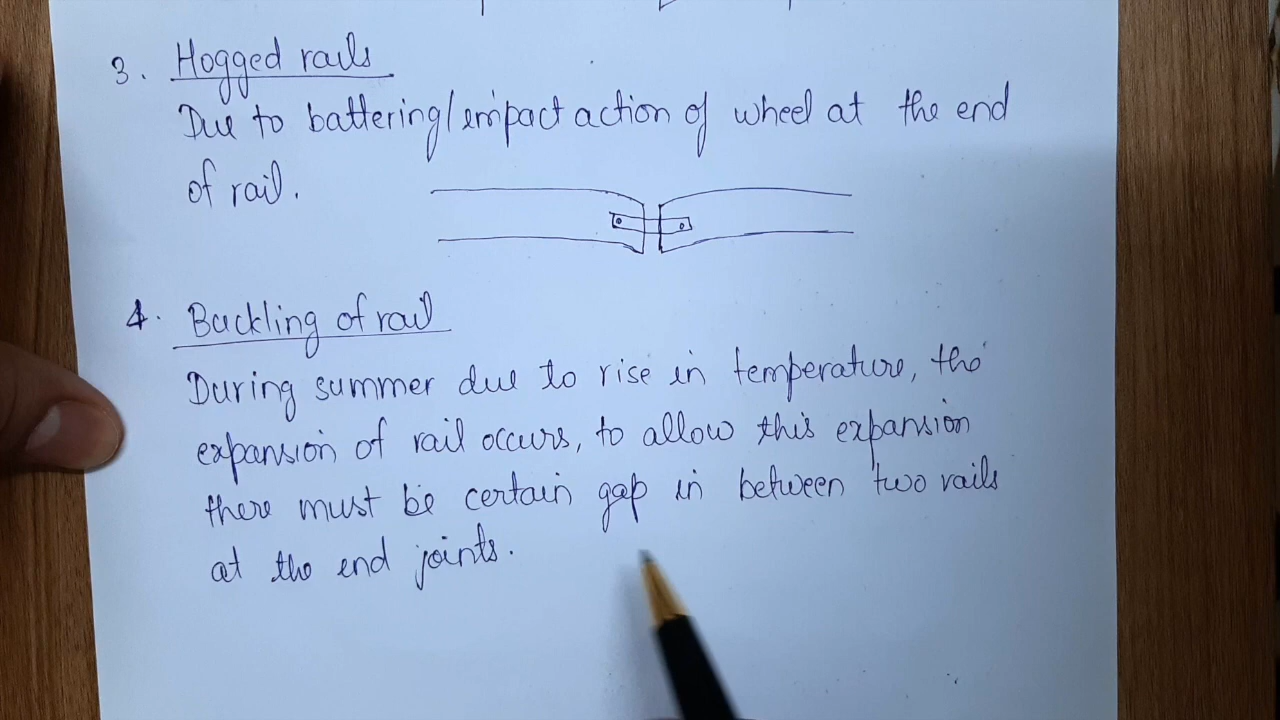 3. Hogged rails
Due to battering/impact action of wheel at the end
of rail.
4. Buckling of rail
During summer due to rise in temperature, the
expansion of rail occurs, to allow this expansion
there must be certain gap in between two rails
at the end joints.